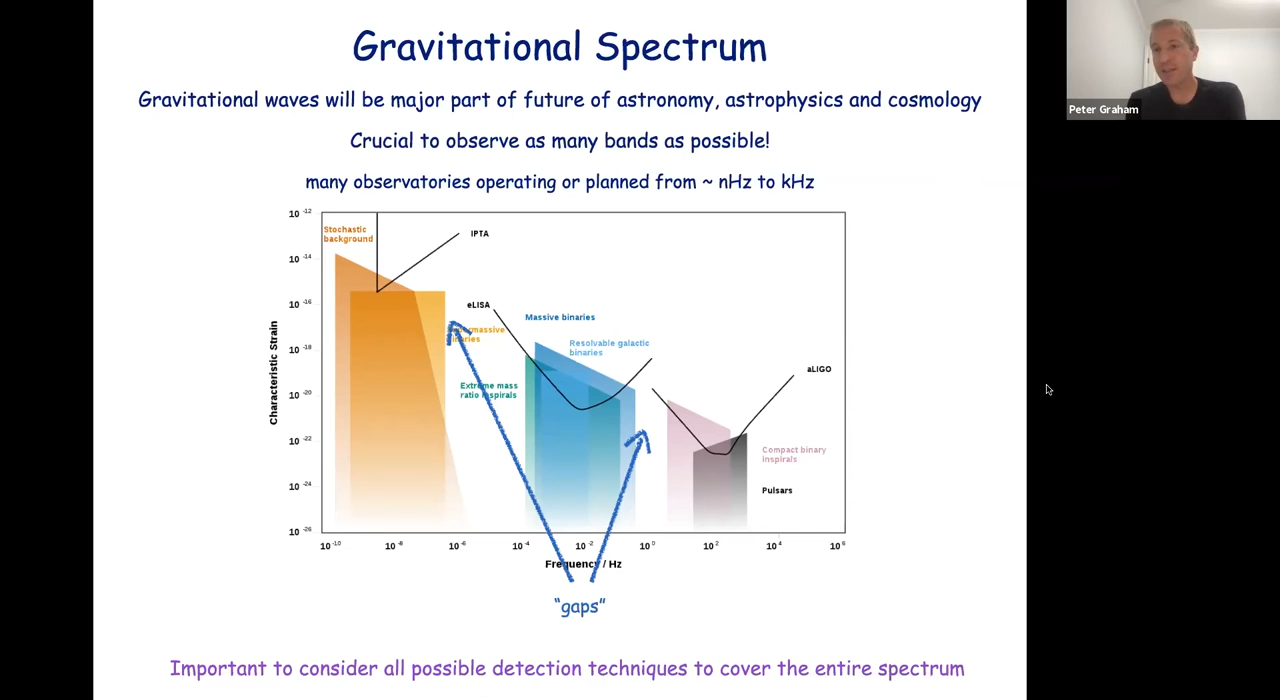 Gravitational Spectrum
Gravitational waves will be major part of future of astronomy, astrophysics and cosmology
Crucial to observe as many bands as possible!
many observatories operating or planned from ~ nHz to kHz
Peter Graham
10 -12
10 -14
10 -16
10 -18
10 -20
10 -22
10 -24
10 -26
Characteristic Strain
Stochastic
background
IPTA
eLISA
Massive binaries
Resolvable galactic
binaries
Extreme mass
ratio inspirals
aLIGO
Compact binary
inspirals
Pulsars
10 -10
10 -8
10 -6
10 -4
10 -2
10 0
10 2
10 4
10 6
Frequency / Hz
"gaps"
Important to consider all possible detection techniques to cover the entire spectrum